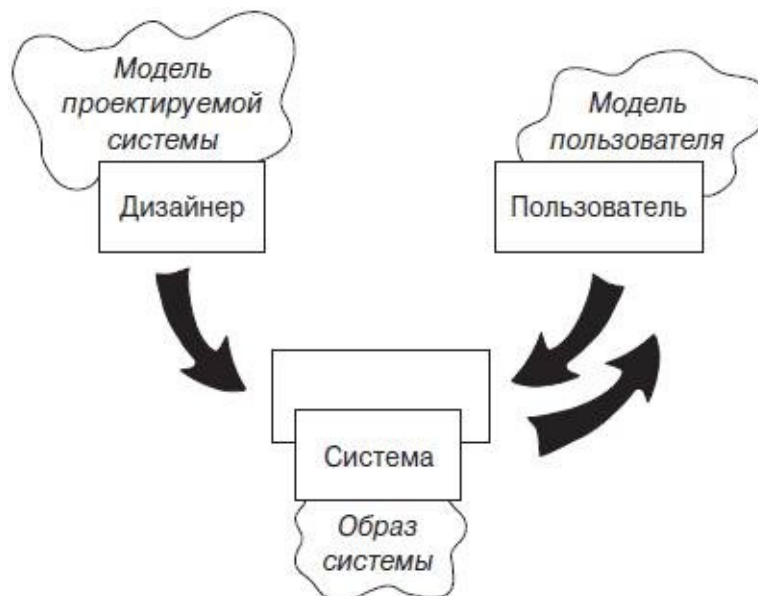 Модель
проектируемой
системы
Дизайнер
Модель
пользователя
Пользователь
Система
Образ
системы